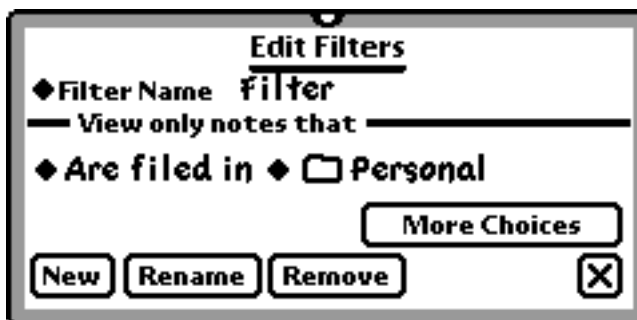 Edit Filters
Filter Name filter
View only notes that
Are filed in Personal
More Choices
New Rename Remove